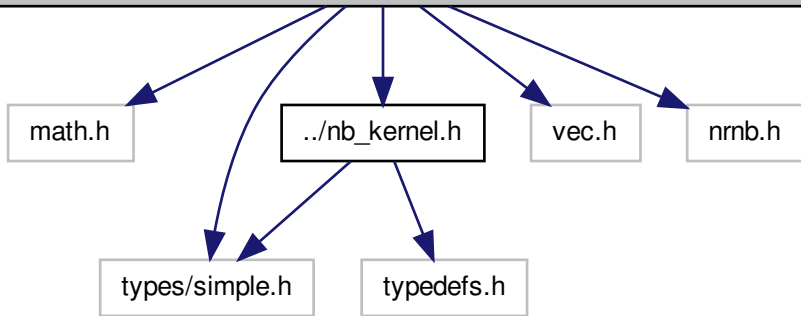 math.h
../nb_kernel.h
vec.h
nrnb.h
types/simple.h
typedefs.h